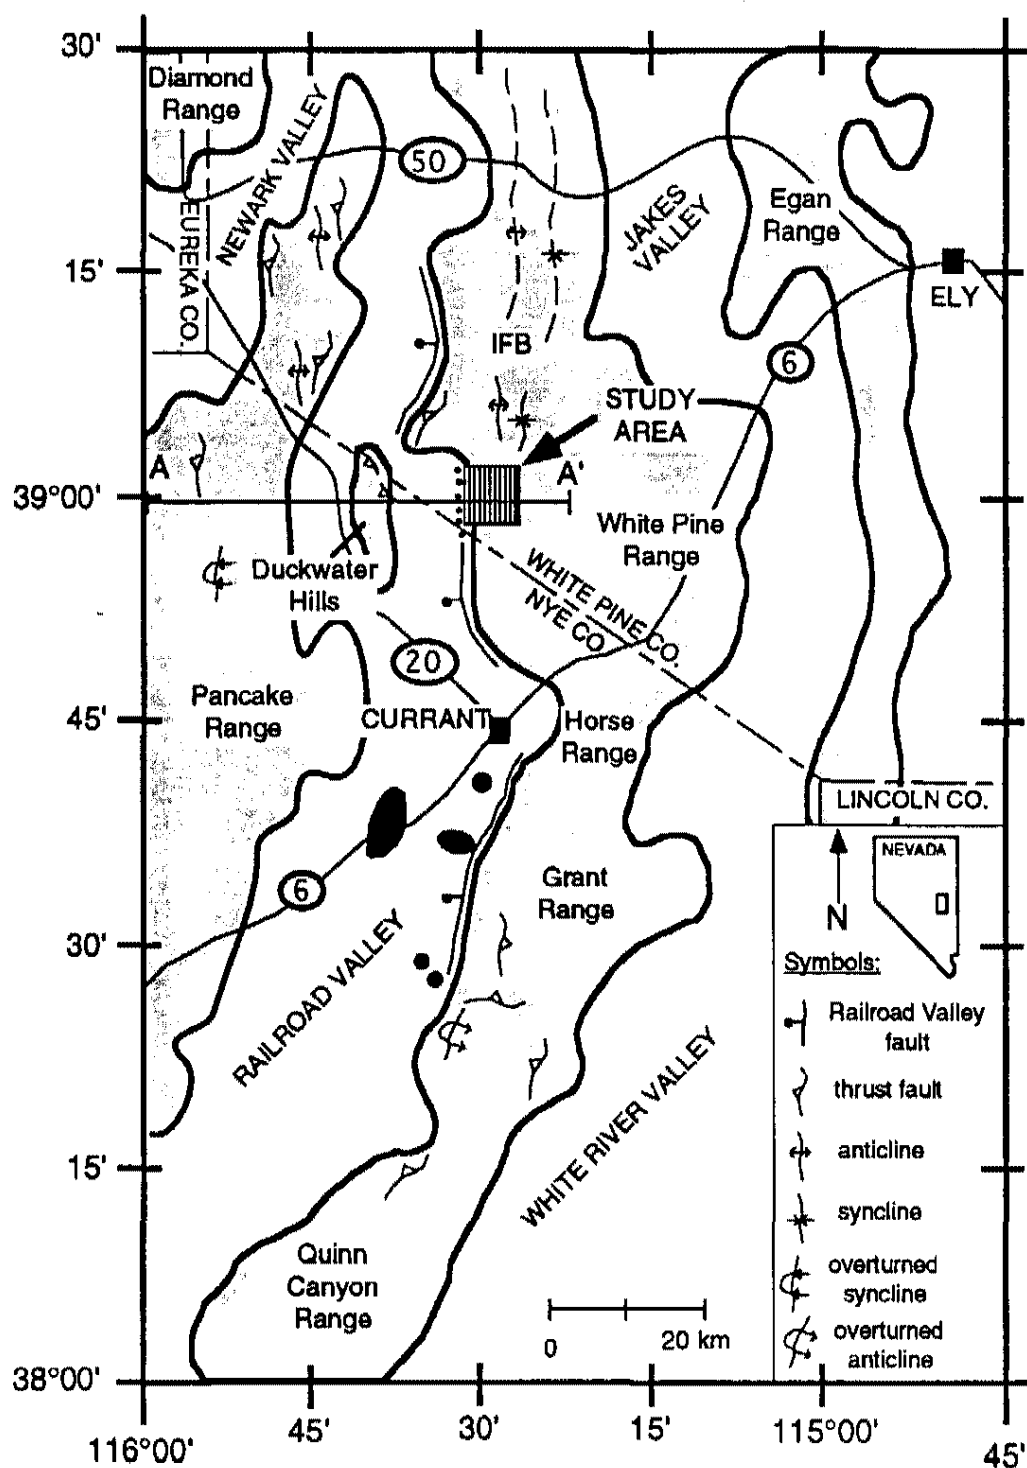 30'
Diamond
Range
NEWARK VALLEY
50
EUREKA CO.
JAKES
VALLEY
Egan
Range
15'
ELY
IFB
6
STUDY
AREA
A
A'
39°00'
White Pine
Range
Duckwater
Hills
WHITE PINE CO.
NYE CO.
20
Pancake
Range
45'
CURRANT
Horse
Range
LINCOLN CO.
NEVADA
6
Grant
Range
N
30'
RAILROAD VALLEY
Symbols:
Railroad Valley
fault
thrust fault
WHITE RIVER VALLEY
anticline
15'
syncline
Quinn
Canyon
Range
overturned
syncline
0
20 km
overturned
anticline
38°00'
116°00'
45'
30'
15'
115°00'
45'